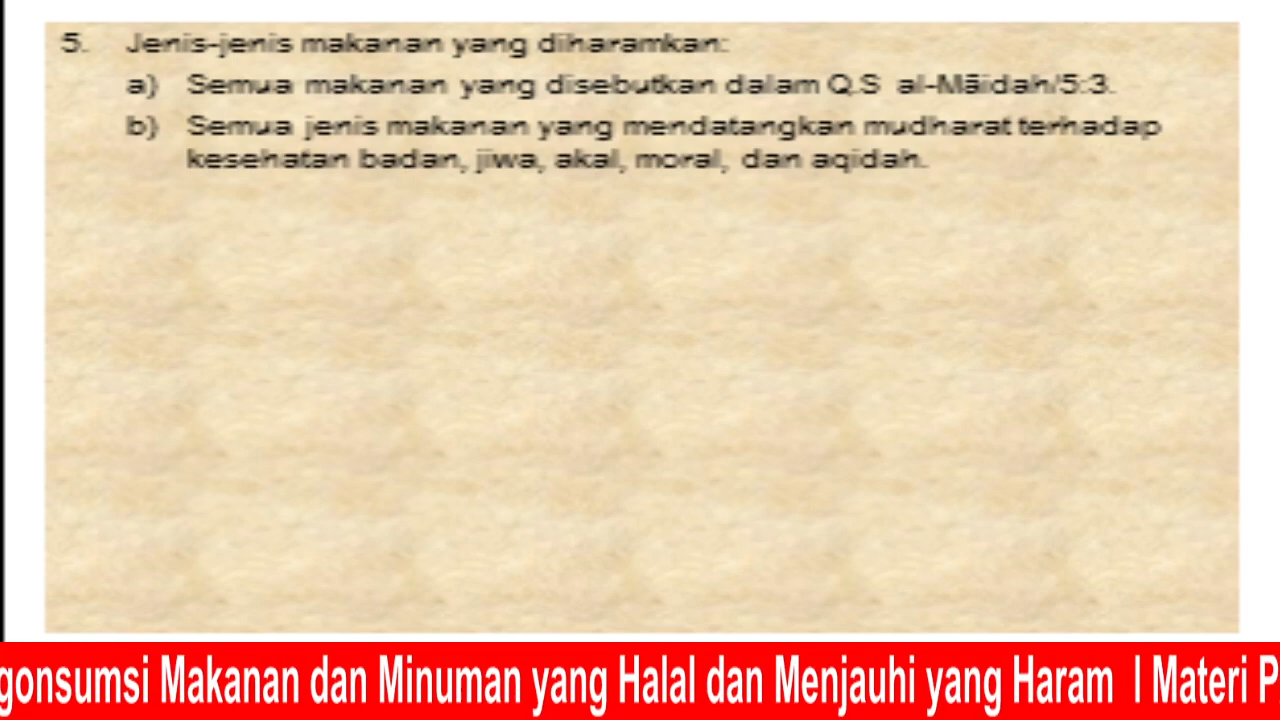 5. Jenis-jenis makanan yang diharamkan:
a) Semua makanan yang disebutkan dalam Q.S al-Māidah/5:3.
b) Semua jenis makanan yang mendatangkan mudharat terhadap
kesehatan badan, jiwa, akal, moral, dan aqidah.
gonsumsi Makanan dan Minuman yang Halal dan Menjauhi yang Haram I Materi P